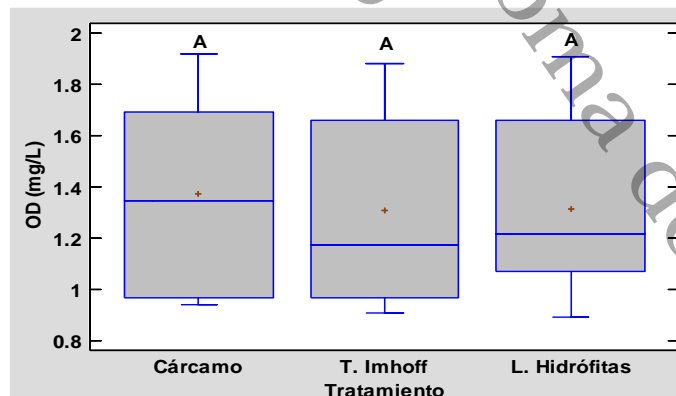 A A A
2
1.8
1.6
1.4
1.2
1
0.8
OD (mg/L)
Cárcamo T. Imhoff L. Hidrófitas
Tratamiento